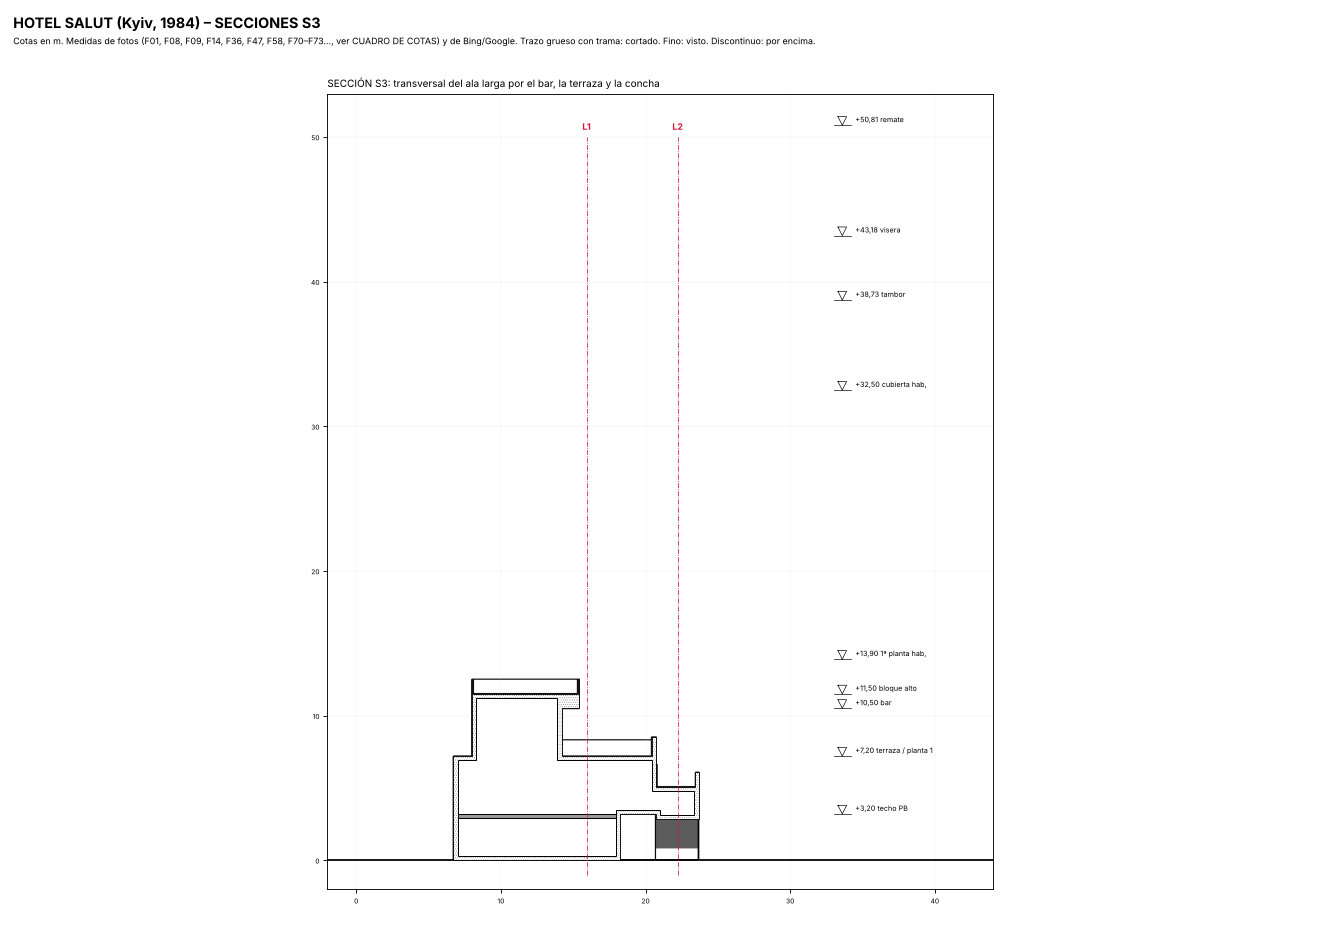 HOTEL SALUT (Kyiv, 1984) – SECCIONES S3
Cotas en m. Medidas de fotos (F01, F08, F09, F14, F36, F47, F58, F70–F73..., ver CUADRO DE COTAS) y de Bing/Google. Trazo grueso con trama: cortado. Fino: visto. Discontinuo: por encima.
SECCIÓN S3: transversal del ala larga por el bar, la terraza y la concha
L1 L2
+50,81 remate
50
+43,18 visera
+38,73 tambor
40
+32,50 cubierta hab,
30
20
+13,90 1ª planta hab,
+11,50 bloque alto
+10,50 bar
10
+7,20 terraza / planta 1
+3,20 techo PB
0
0 10 20 30 40